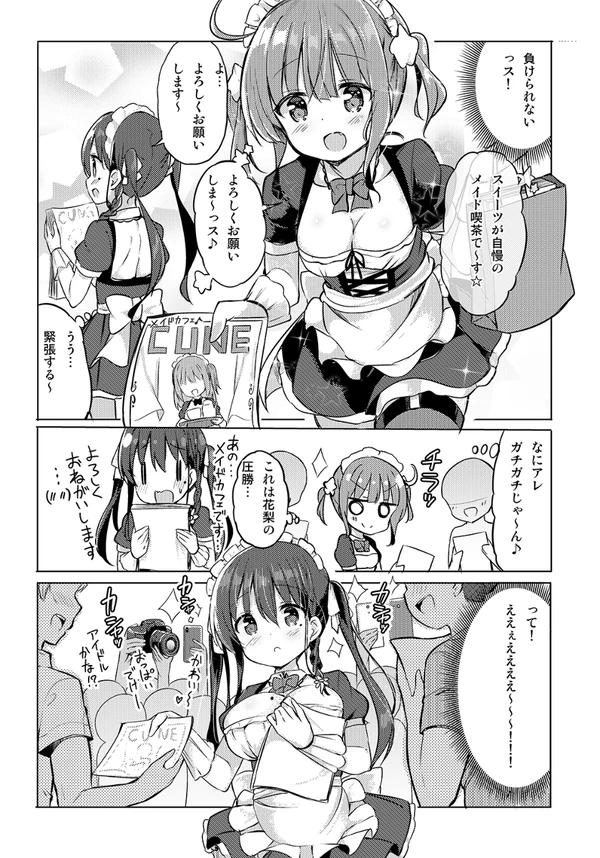 負けられない
っス！
スイーツが自慢の
メイド喫茶で〜す☆
よ…
よろしくお願い
します〜
よろしくお願い
しま〜っス♪
CUNE
メイドカフェ
CUNE
うう…
緊張する〜
なにアレ
ガチガチじゃ〜ん♪
チラッ
これは花梨の
圧勝…
あの…
メイドカフェです…
よろしく
おねがいします
って！
ええぇえええ〜〜！！！
カシャッ
カシャッ
かわいー！
おっぱい
でけー
アイドル
かな!?
CUNE